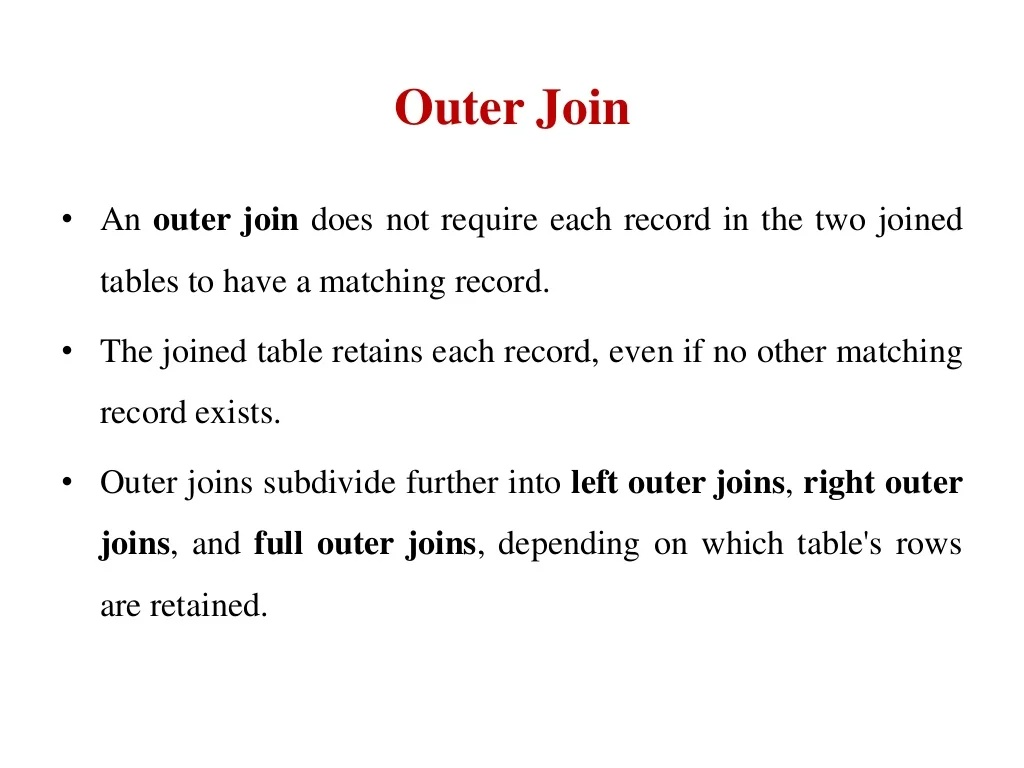 Outer Join
• An outer join does not require each record in the two joined
tables to have a matching record.
• The joined table retains each record, even if no other matching
record exists.
• Outer joins subdivide further into left outer joins, right outer
joins, and full outer joins, depending on which table's rows
are retained.